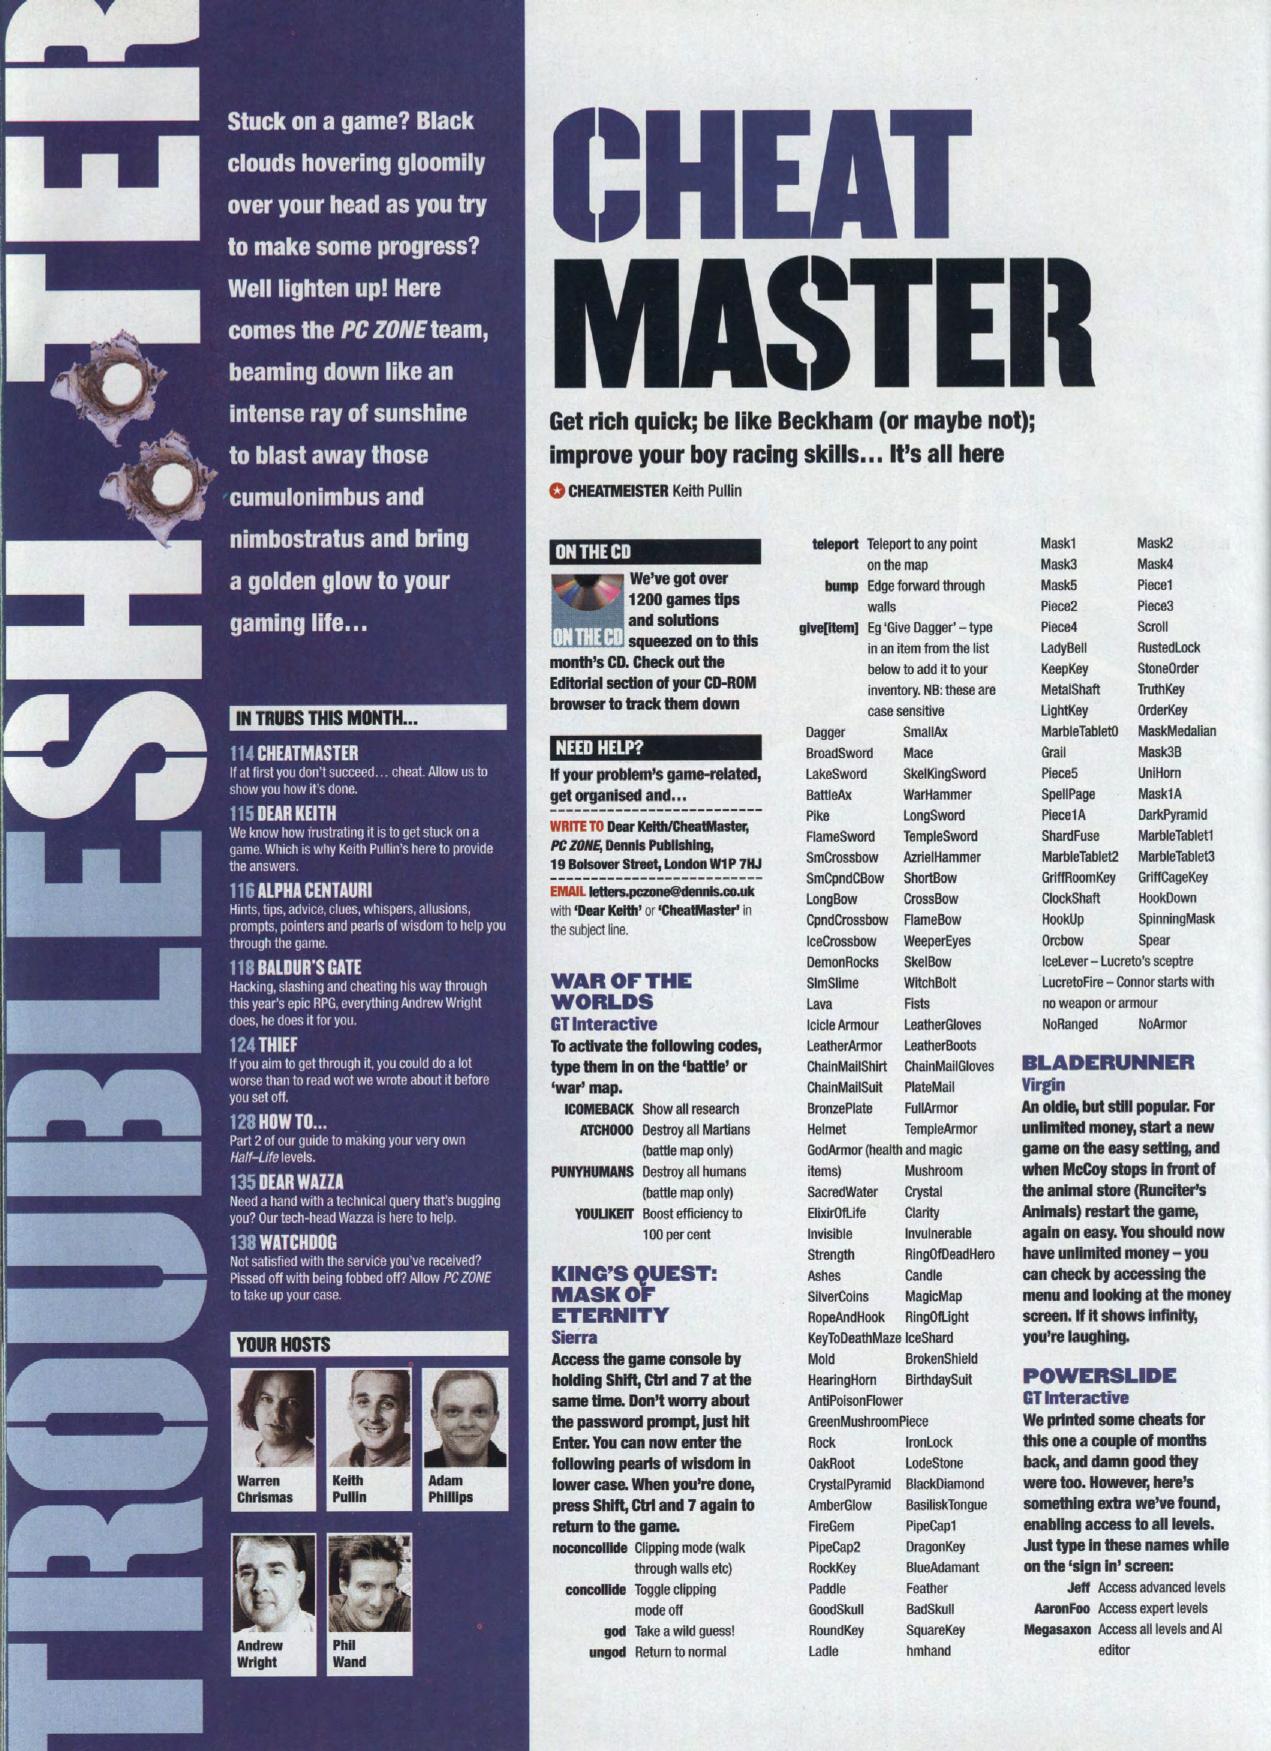 TROUBLESHOOTER
Stuck on a game? Black
clouds hovering gloomily
over your head as you try
to make some progress?
Well lighten up! Here
comes the PC ZONE team,
beaming down like an
intense ray of sunshine
to blast away those
cumulonimbus and
nimbostratus and bring
a golden glow to your
gaming life...
IN TRUBS THIS MONTH...
114 CHEATMASTER
If at first you don't succeed... cheat. Allow us to
show you how it's done.
115 DEAR KEITH
We know how frustrating it is to get stuck on a
game. Which is why Keith Pullin's here to provide
the answers.
116 ALPHA CENTAURI
Hints, tips, advice, clues, whispers, allusions,
prompts, pointers and pearls of wisdom to help you
through the game.
118 BALDUR'S GATE
Hacking, slashing and cheating his way through
this year's epic RPG, everything Andrew Wright
does, he does it for you.
124 THIEF
If you aim to get through it, you could do a lot
worse than to read wot we wrote about it before
you set off.
128 HOW TO...
Part 2 of our guide to making your very own
Half-Life levels.
135 DEAR WAZZA
Need a hand with a technical query that's bugging
you? Our tech-head Wazza is here to help.
138 WATCHDOG
Not satisfied with the service you've received?
Pissed off with being fobbed off? Allow PC ZONE
to take up your case.
YOUR HOSTS
Warren
Chrismas
Keith
Pullin
Adam
Phillips
Andrew
Wright
Phil
Wand
CHEAT
MASTER
Get rich quick; be like Beckham (or maybe not);
improve your boy racing skills... It's all here
CHEATMEISTER Keith Pullin
ON THE CD
ON THE CD
We've got over
1200 games tips
and solutions
squeezed on to this
month's CD. Check out the
Editorial section of your CD-ROM
browser to track them down
NEED HELP?
If your problem's game-related,
get organised and...
WRITE TO Dear Keith/CheatMaster,
PC ZONE, Dennis Publishing,
19 Bolsover Street, London W1P 7HJ
EMAIL letters.pczone@dennis.co.uk
with 'Dear Keith' or 'CheatMaster' in
the subject line.
WAR OF THE
WORLDS
GT Interactive
To activate the following codes,
type them in on the 'battle' or
'war' map.
ICOMEBACK Show all research
ATCHOOO Destroy all Martians
(battle map only)
PUNYHUMANS Destroy all humans
(battle map only)
YOULIKEIT Boost efficiency to
100 per cent
KING'S QUEST:
MASK OF
ETERNITY
Sierra
Access the game console by
holding Shift, Ctrl and 7 at the
same time. Don't worry about
the password prompt, just hit
Enter. You can now enter the
following pearls of wisdom in
lower case. When you're done,
press Shift, Ctrl and 7 again to
return to the game.
noconcollide Clipping mode (walk
through walls etc)
concollide Toggle clipping
mode off
god Take a wild guess!
ungod Return to normal
teleport Teleport to any point
on the map
bump Edge forward through
walls
give[item] Eg 'Give Dagger' – type
in an item from the list
below to add it to your
inventory. NB: these are
case sensitive
Dagger SmallAx
BroadSword Mace
LakeSword SkelKingSword
BattleAx WarHammer
Pike LongSword
FlameSword TempleSword
SmCrossbow AzrielHammer
SmCpndCBow ShortBow
LongBow CrossBow
CpndCrossbow FlameBow
IceCrossbow WeeperEyes
DemonRocks SkelBow
SlmSlime WitchBolt
Lava Fists
Icicle Armour LeatherGloves
LeatherArmor LeatherBoots
ChainMailShirt ChainMailGloves
ChainMailSuit PlateMail
BronzePlate FullArmor
Helmet TempleArmor
GodArmor (health and magic
items) Mushroom
SacredWater Crystal
ElixirOfLife Clarity
Invisible Invulnerable
Strength RingOfDeadHero
Ashes Candle
SilverCoins MagicMap
RopeAndHook RingOfLight
KeyToDeathMaze IceShard
Mold BrokenShield
HearingHorn BirthdaySuit
AntiPoisonFlower
GreenMushroomPiece
Rock IronLock
OakRoot LodeStone
CrystalPyramid BlackDiamond
AmberGlow BasiliskTongue
FireGem PipeCap1
PipeCap2 DragonKey
RockKey BlueAdamant
Paddle Feather
GoodSkull BadSkull
RoundKey SquareKey
Ladle hmhand
Mask1 Mask2
Mask3 Mask4
Mask5 Piece1
Piece2 Piece3
Piece4 Scroll
LadyBell RustedLock
KeepKey StoneOrder
MetalShaft TruthKey
LightKey OrderKey
MarbleTablet0 MaskMedalian
Grail Mask3B
Piece5 UniHorn
SpellPage Mask1A
Piece1A DarkPyramid
ShardFuse MarbleTablet1
MarbleTablet2 MarbleTablet3
GriffRoomKey GriffCageKey
ClockShaft HookDown
HookUp SpinningMask
Orcbow Spear
IceLever – Lucreto's sceptre
LucretoFire – Connor starts with
no weapon or armour
NoRanged NoArmor
BLADERUNNER
Virgin
An oldie, but still popular. For
unlimited money, start a new
game on the easy setting, and
when McCoy stops in front of
the animal store (Runciter's
Animals) restart the game,
again on easy. You should now
have unlimited money – you
can check by accessing the
menu and looking at the money
screen. If it shows infinity,
you're laughing.
POWERSLIDE
GT Interactive
We printed some cheats for
this one a couple of months
back, and damn good they
were too. However, here's
something extra we've found,
enabling access to all levels.
Just type in these names while
on the 'sign in' screen:
Jeff Access advanced levels
AaronFoo Access expert levels
Megasaxon Access all levels and AI
editor